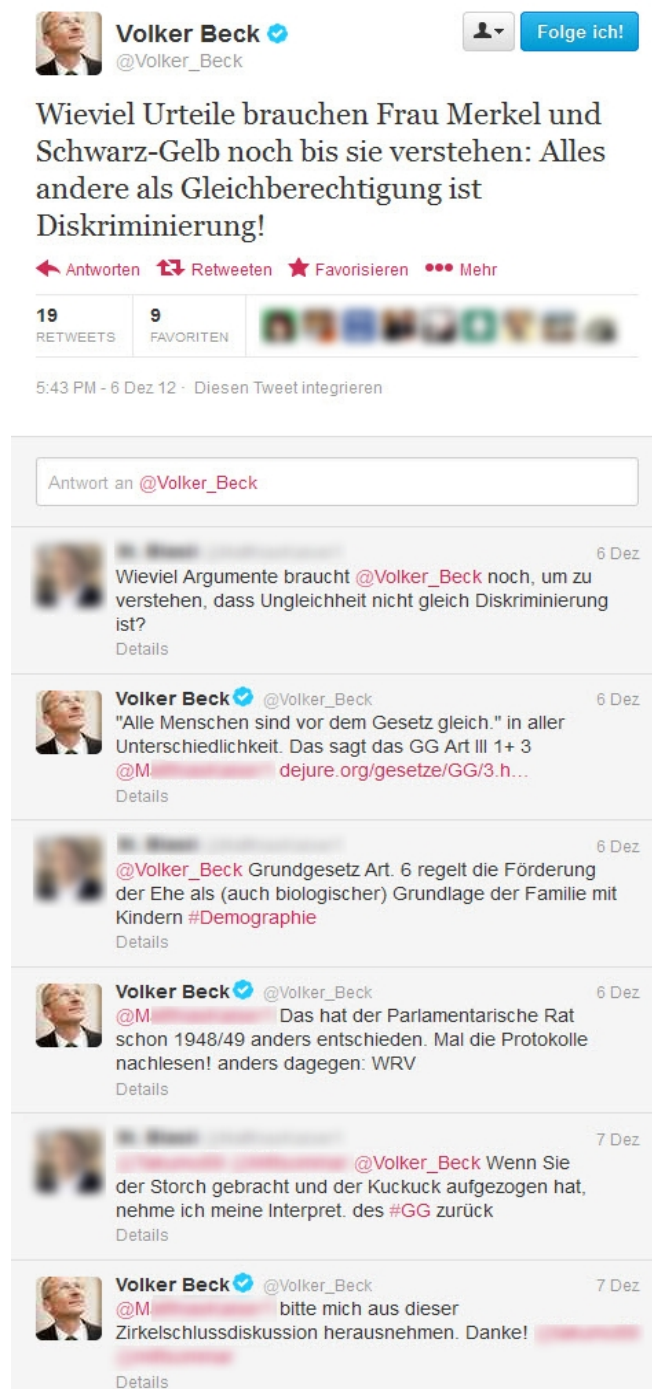 Volker Beck
@Volker_Beck
Folge ich!
Wieviel Urteile brauchen Frau Merkel und
Schwarz-Gelb noch bis sie verstehen: Alles
andere als Gleichberechtigung ist
Diskriminierung!
Antworten Retweeten Favorisieren Mehr
19 RETWEETS
9 FAVORITEN
5:43 PM - 6 Dez 12 · Diesen Tweet integrieren
Antwort an @Volker_Beck
6 Dez
Wieviel Argumente braucht @Volker_Beck noch, um zu
verstehen, dass Ungleichheit nicht gleich Diskriminierung
ist?
Details
Volker Beck @Volker_Beck 6 Dez
"Alle Menschen sind vor dem Gesetz gleich." in aller
Unterschiedlichkeit. Das sagt das GG Art III 1+ 3
@M dejure.org/gesetze/GG/3.h...
Details
6 Dez
@Volker_Beck Grundgesetz Art. 6 regelt die Förderung
der Ehe als (auch biologischer) Grundlage der Familie mit
Kindern #Demographie
Details
Volker Beck @Volker_Beck 6 Dez
@M Das hat der Parlamentarische Rat
schon 1948/49 anders entschieden. Mal die Protokolle
nachlesen! anders dagegen: WRV
Details
7 Dez
@Volker_Beck Wenn Sie
der Storch gebracht und der Kuckuck aufgezogen hat,
nehme ich meine Interpret. des #GG zurück
Details
Volker Beck @Volker_Beck 7 Dez
@M bitte mich aus dieser
Zirkelschlussdiskussion herausnehmen. Danke!
Details